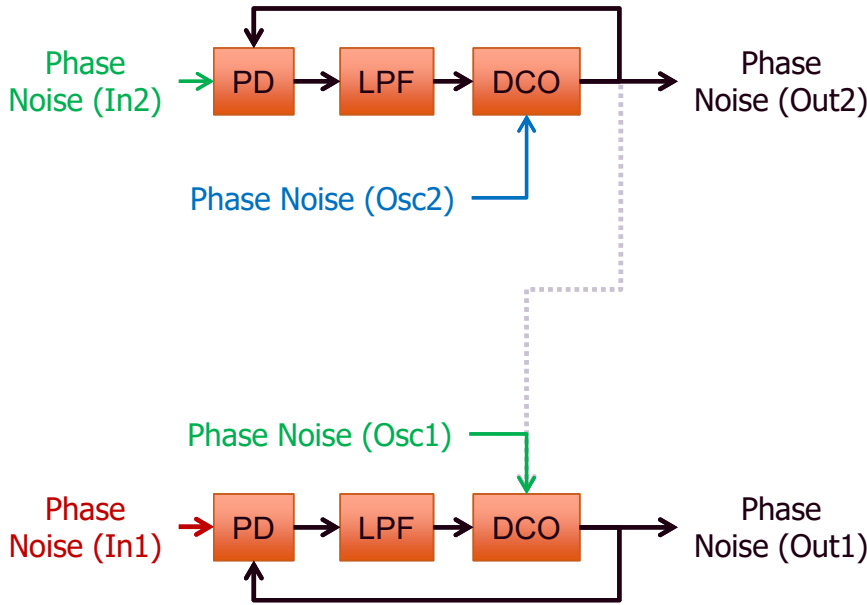 Phase
Noise (In2)
PD
LPF
DCO
Phase
Noise (Out2)
Phase Noise (Osc2)
Phase Noise (Osc1)
Phase
Noise (In1)
PD
LPF
DCO
Phase
Noise (Out1)